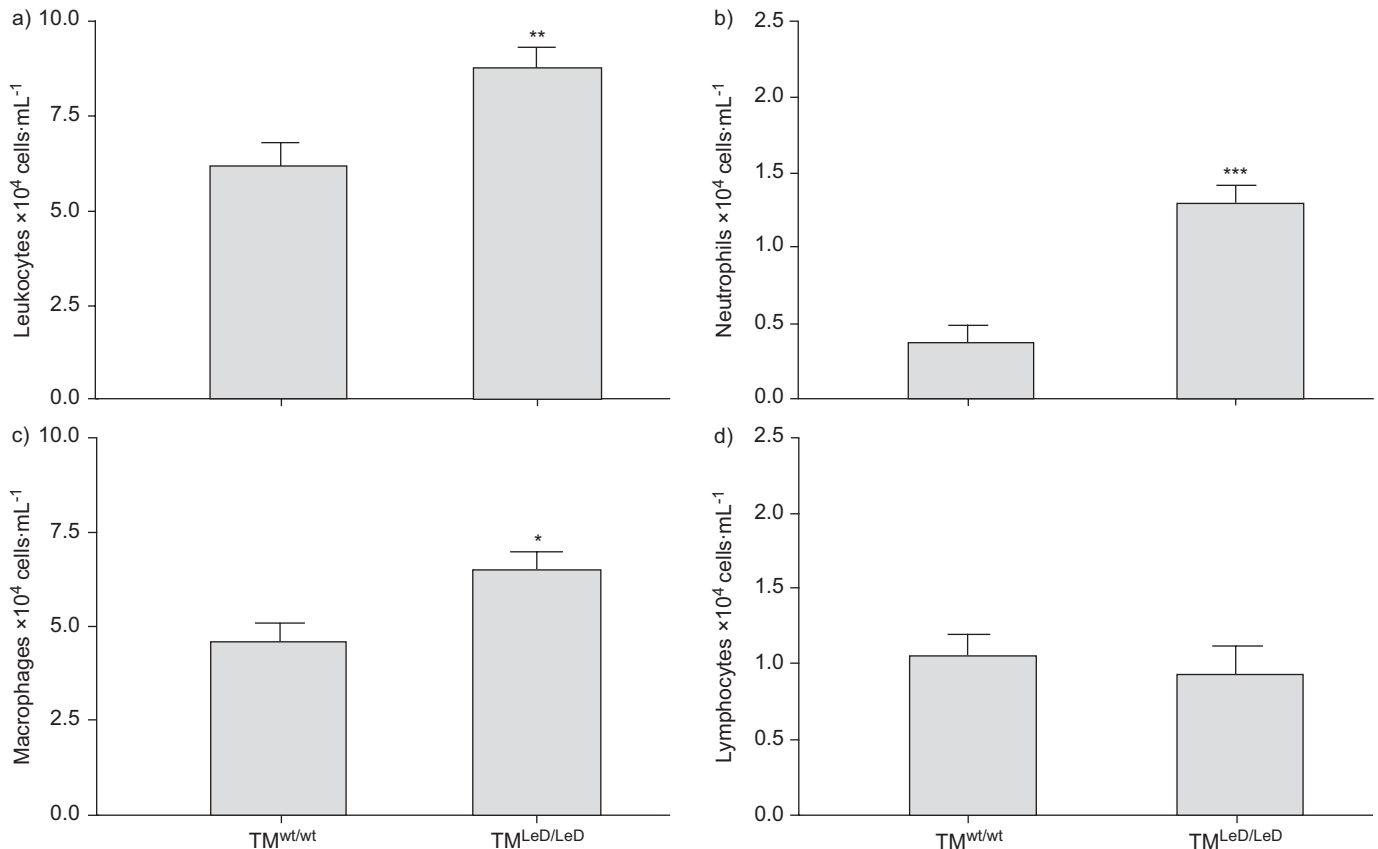 a)
10.0
7.5
5.0
2.5
0.0
Leukocytes ×10⁴ cells·mL⁻¹
**
b)
2.5
2.0
1.5
1.0
0.5
0.0
Neutrophils ×10⁴ cells·mL⁻¹
***
c)
10.0
7.5
5.0
2.5
0.0
Macrophages ×10⁴ cells·mL⁻¹
*
TMwt/wt
TMLeD/LeD
d)
2.5
2.0
1.5
1.0
0.5
0.0
Lymphocytes ×10⁴ cells·mL⁻¹
TMwt/wt
TMLeD/LeD